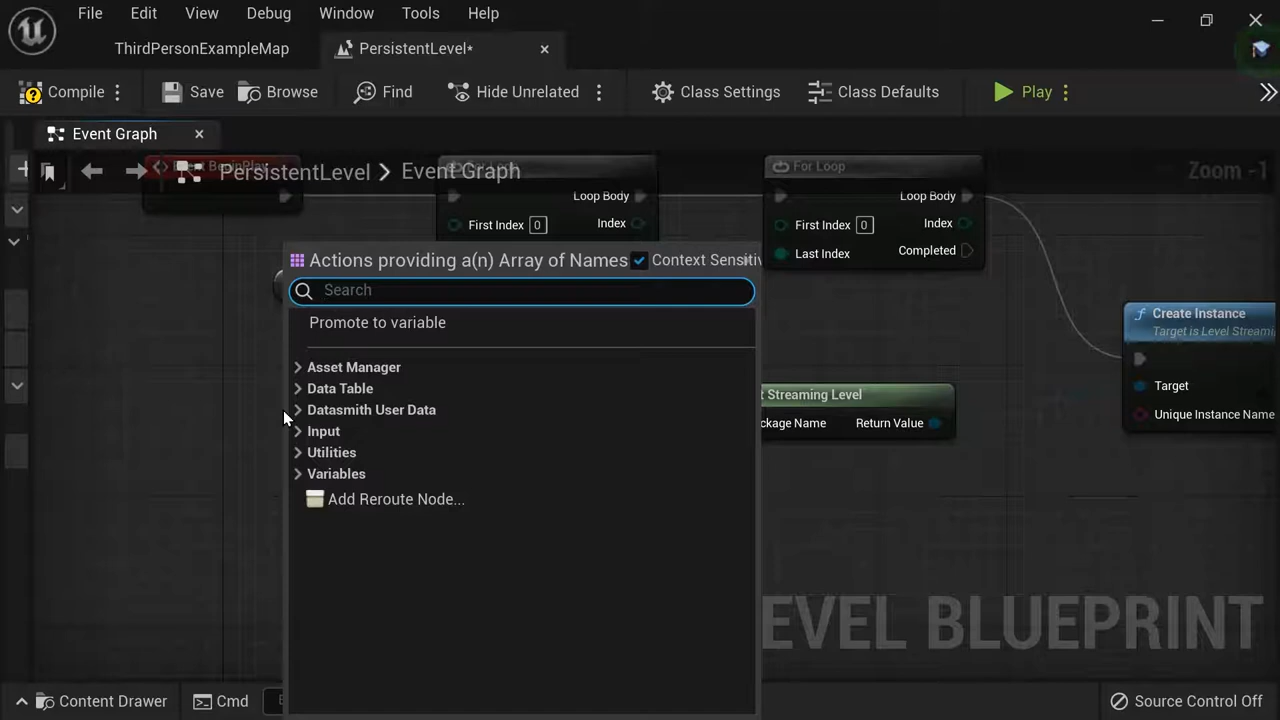 File Edit View Debug Window Tools Help
ThirdPersonExampleMap PersistentLevel*
Compile Save Browse Find Hide Unrelated Class Settings Class Defaults Play
Event Graph
Event BeginPlay PersistentLevel > Event Graph For Loop Zoom -1
Loop Body Loop Body
First Index 0 Index First Index 0 Index
Last Index Completed
Actions providing a(n) Array of Names Context Sensitiv
Search
Promote to variable
Asset Manager
Data Table
Datasmith User Data
Input
Utilities
Variables
Add Reroute Node...
Create Instance
Target is Level Streami
Target
Unique Instance Name
t Streaming Level
ckage Name Return Value
EVEL BLUEPRINT
Content Drawer Cmd Source Control Off